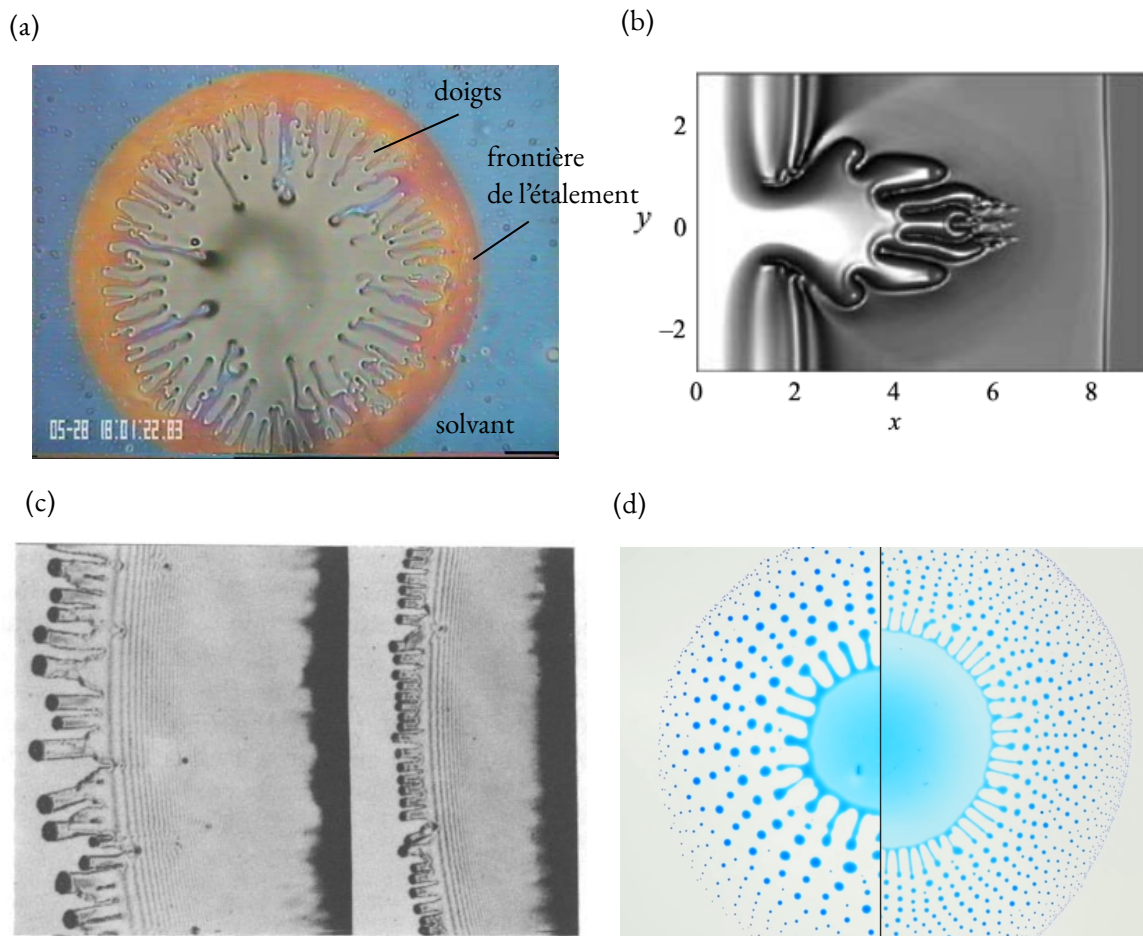 (a)
doigts
frontière
de l’étalement
solvant
05-28 18:01:22:83
(b)
2
y 0
−2
0 2 4 6 8
x
(c)
(d)